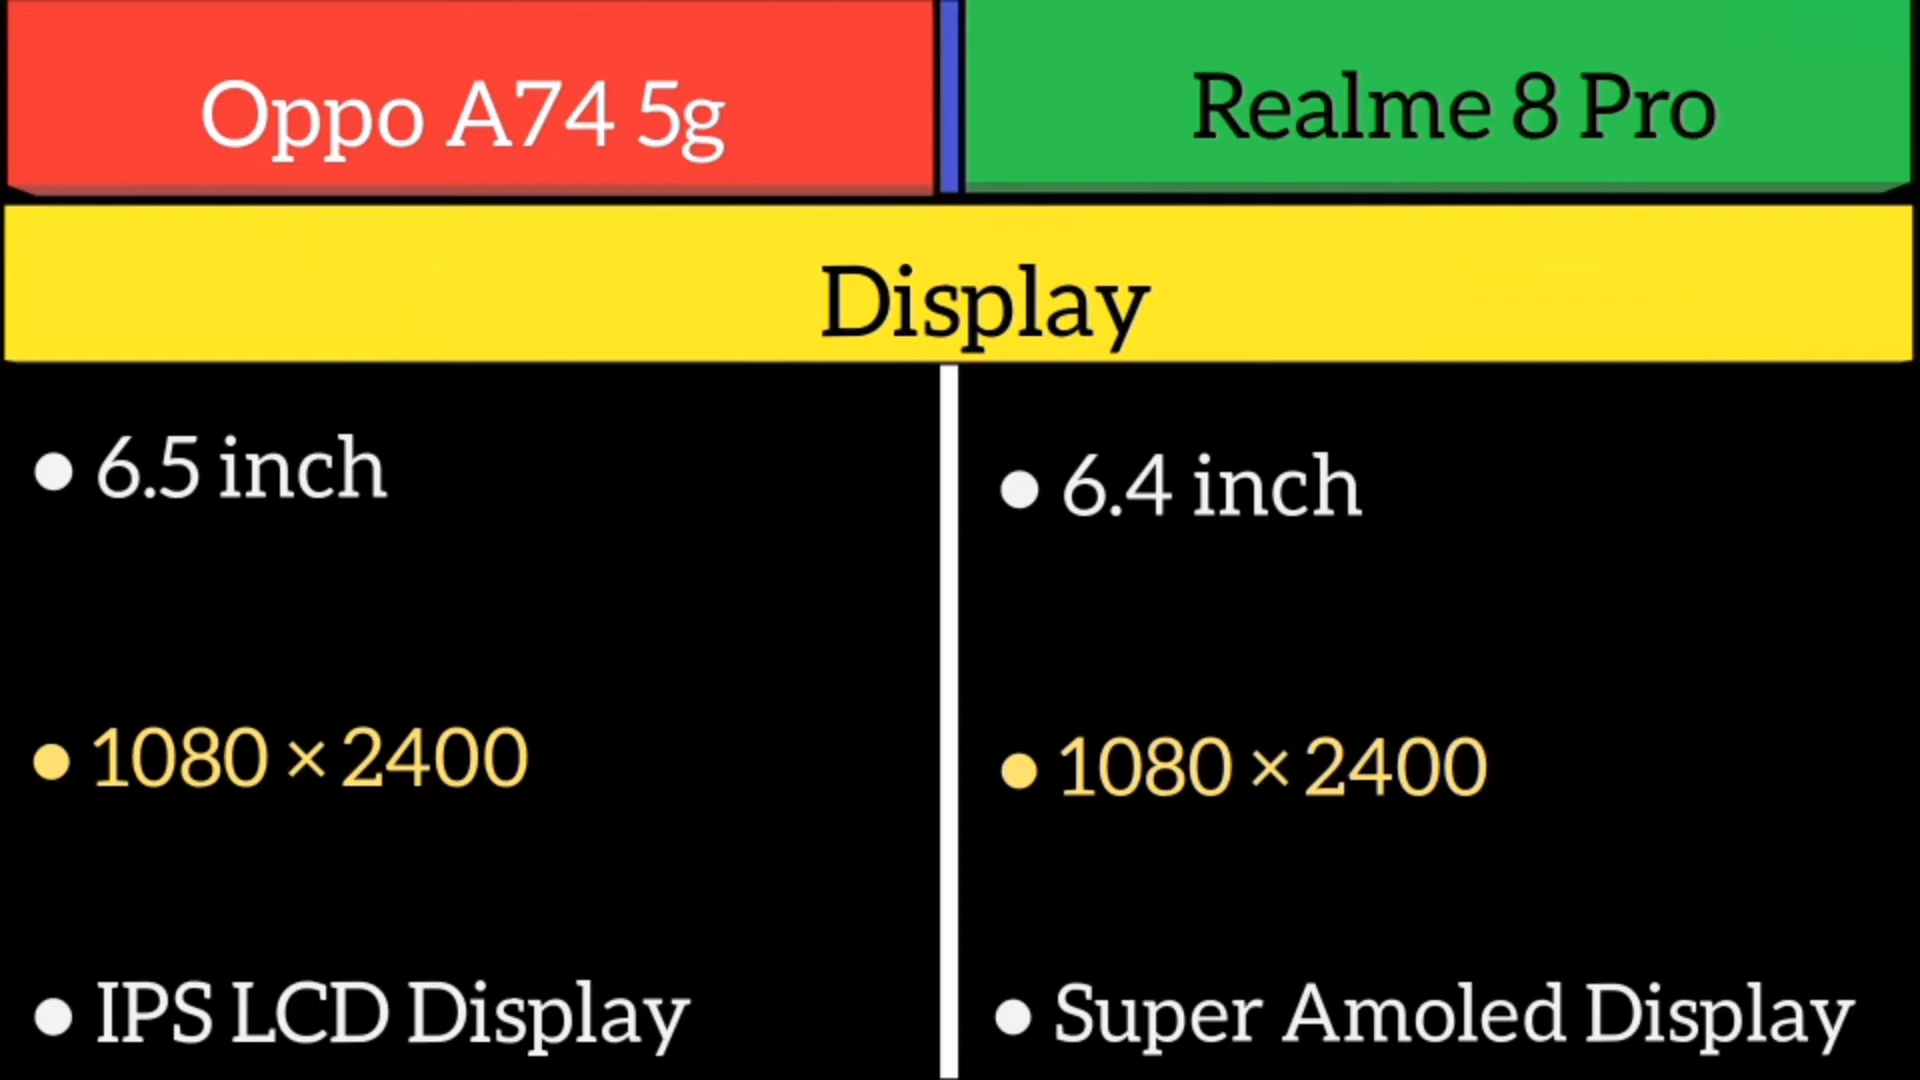 Oppo A74 5g
Realme 8 Pro
Display
• 6.5 inch
• 6.4 inch
• 1080 × 2400
• 1080 × 2400
• IPS LCD Display
• Super Amoled Display